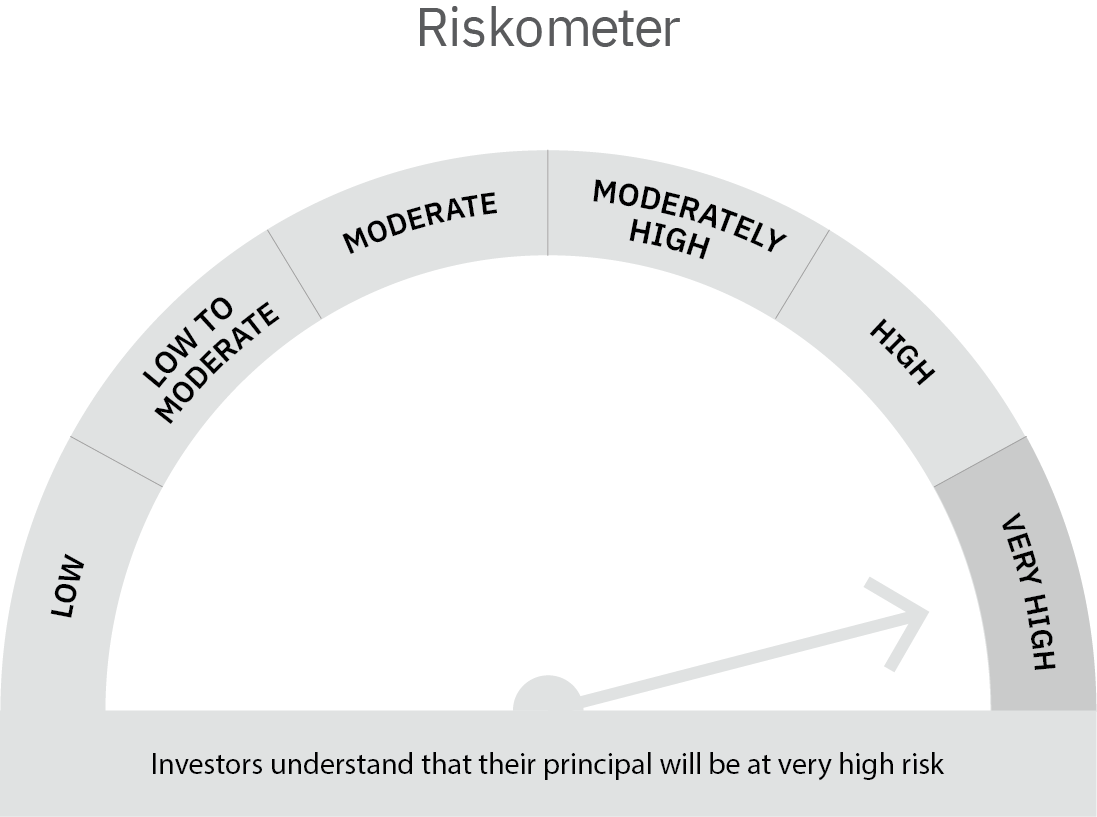 Riskometer
LOW
LOW TO
MODERATE
MODERATE
MODERATELY
HIGH
HIGH
VERY HIGH
Investors understand that their principal will be at very high risk